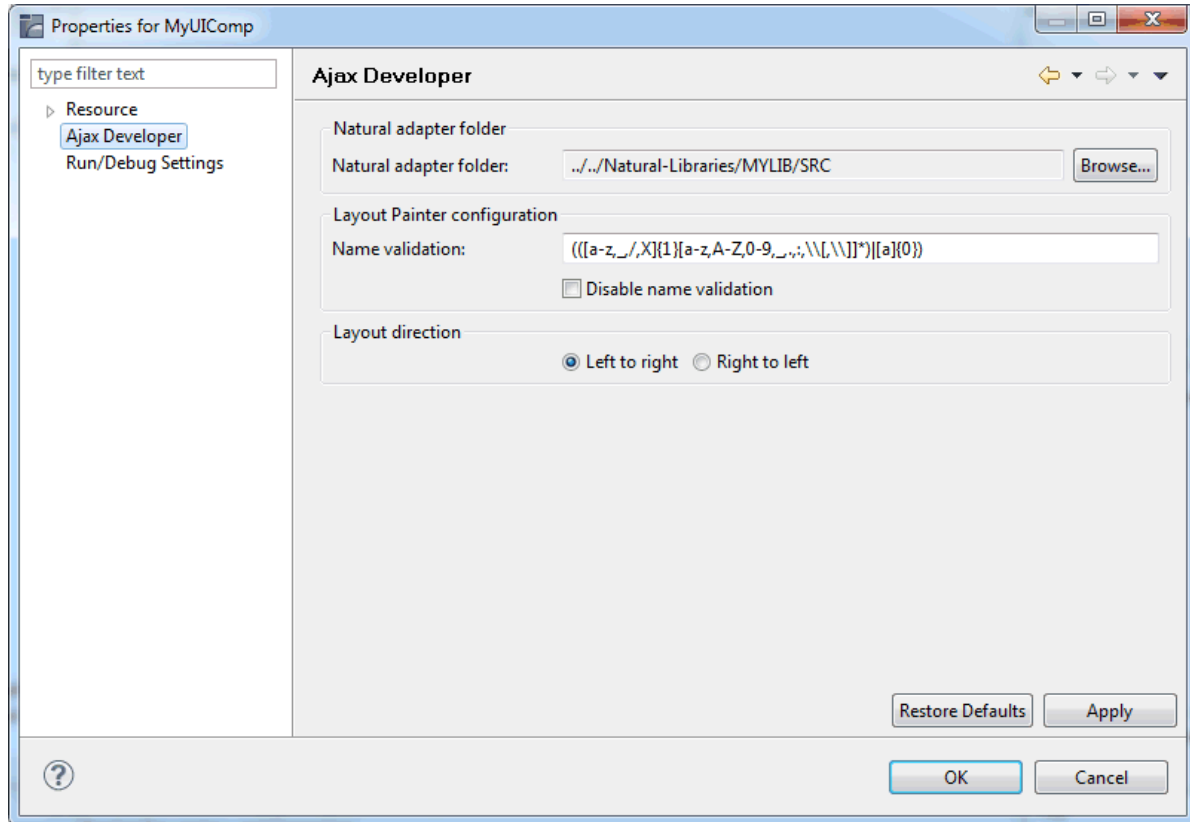 Properties for MyUIComp
type filter text
Resource
Ajax Developer
Run/Debug Settings
Ajax Developer
Natural adapter folder
Natural adapter folder: ../../Natural-Libraries/MYLIB/SRC Browse...
Layout Painter configuration
Name validation: (([a-z,_,/,X]{1}[a-z,A-Z,0-9,_,.,:,\\[,\\]]*)|[a]{0})
Disable name validation
Layout direction
Left to right Right to left
Restore Defaults Apply
? OK Cancel